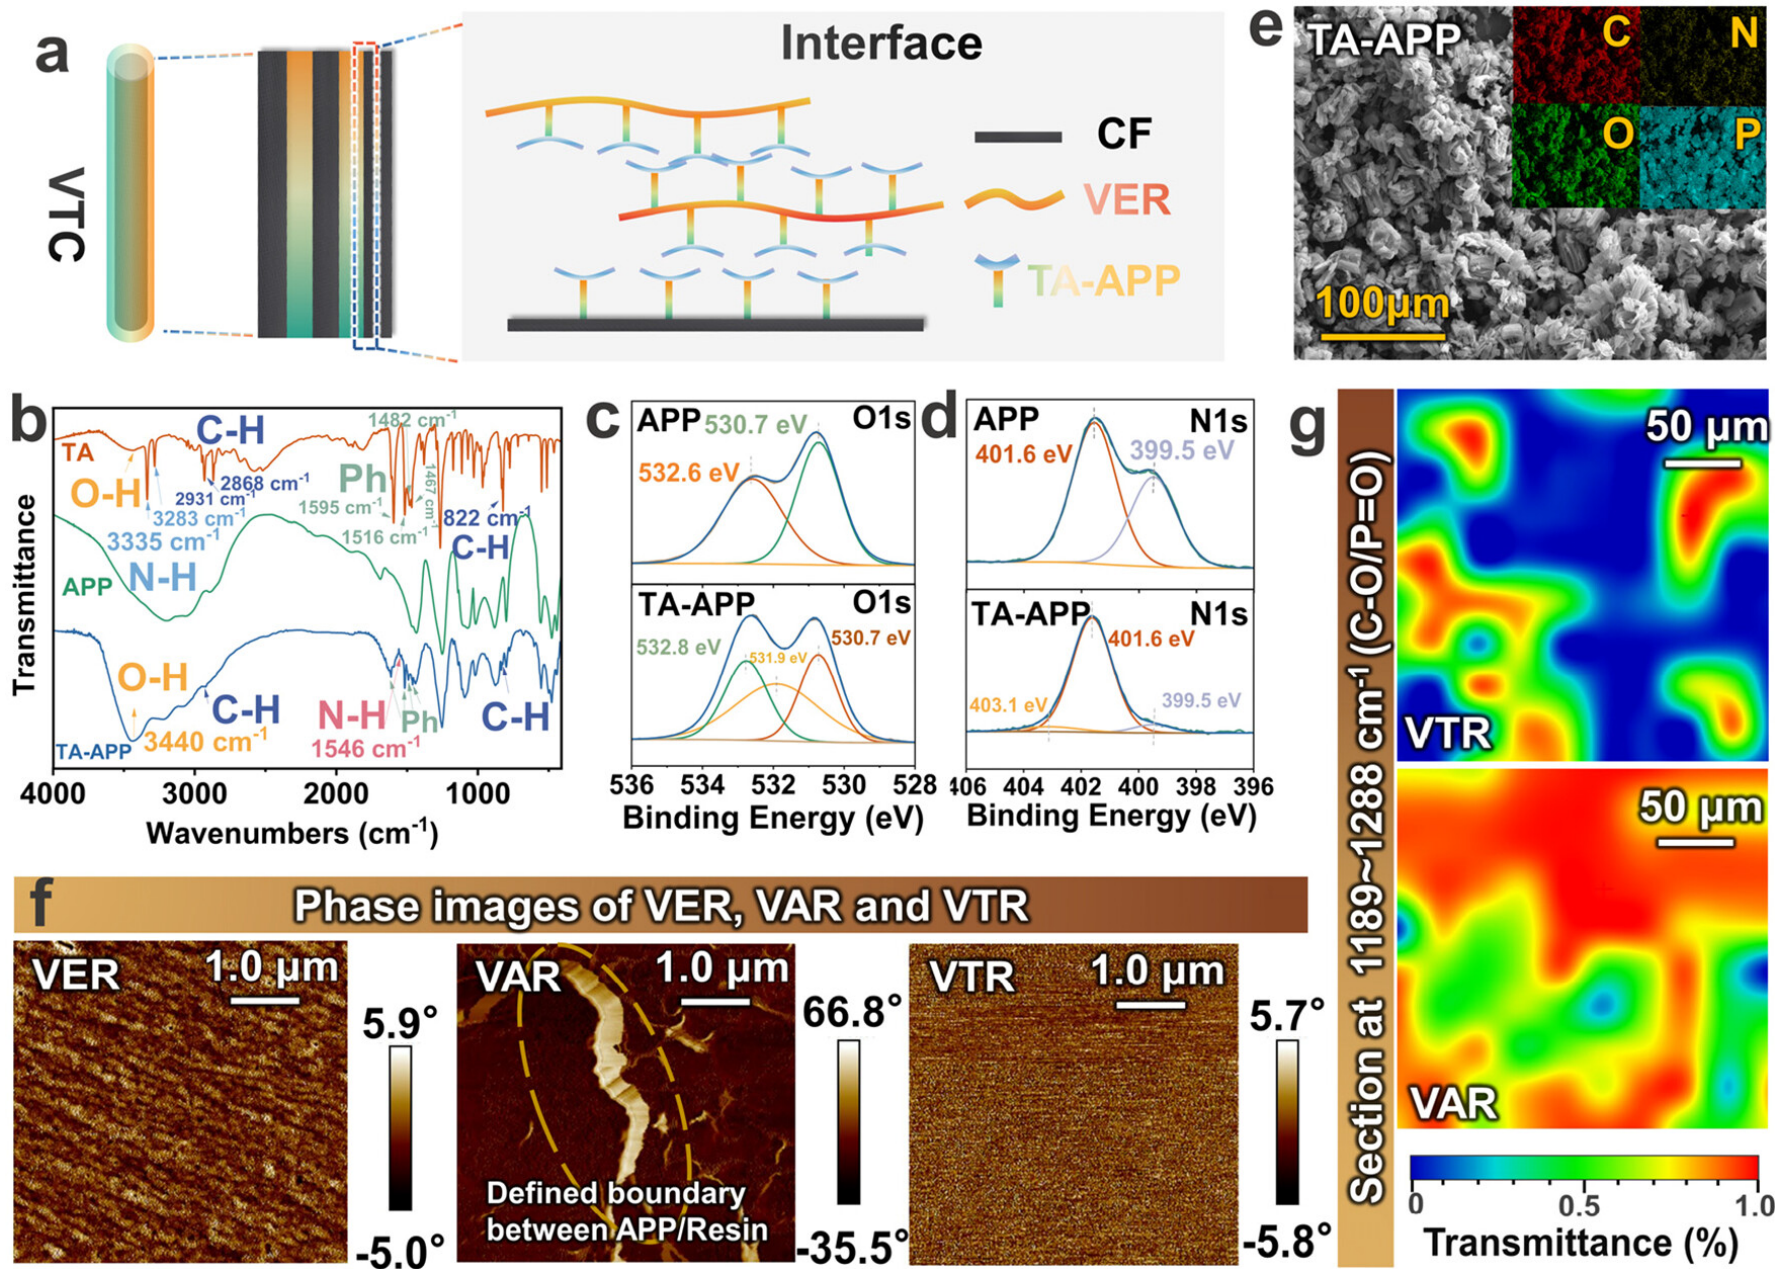 a
VTC
Interface
CF
VER
TA-APP
e
TA-APP
C
N
O
P
100μm
b
TA
C-H
1482 cm-1
O-H
2868 cm-1
2931 cm-1
3283 cm-1
3335 cm-1
N-H
Ph
1595 cm-1
1516 cm-1
1467 cm-1
822 cm-1
C-H
APP
O-H
C-H
3440 cm-1
N-H
1546 cm-1
Ph
C-H
TA-APP
Transmittance
4000 3000 2000 1000
Wavenumbers (cm-1)
c
APP
530.7 eV
O1s
532.6 eV
TA-APP
O1s
532.8 eV
531.9 eV
530.7 eV
536 534 532 530 528
Binding Energy (eV)
d
APP
N1s
401.6 eV
399.5 eV
TA-APP
N1s
401.6 eV
403.1 eV
399.5 eV
406 404 402 400 398 396
Binding Energy (eV)
f
Phase images of VER, VAR and VTR
VER
1.0 μm
5.9°
-5.0°
VAR
1.0 μm
Defined boundary
between APP/Resin
66.8°
-35.5°
VTR
1.0 μm
5.7°
-5.8°
g
Section at 1189~1288 cm-1 (C-O/P=O)
50 μm
VTR
50 μm
VAR
0 0.5 1.0
Transmittance (%)